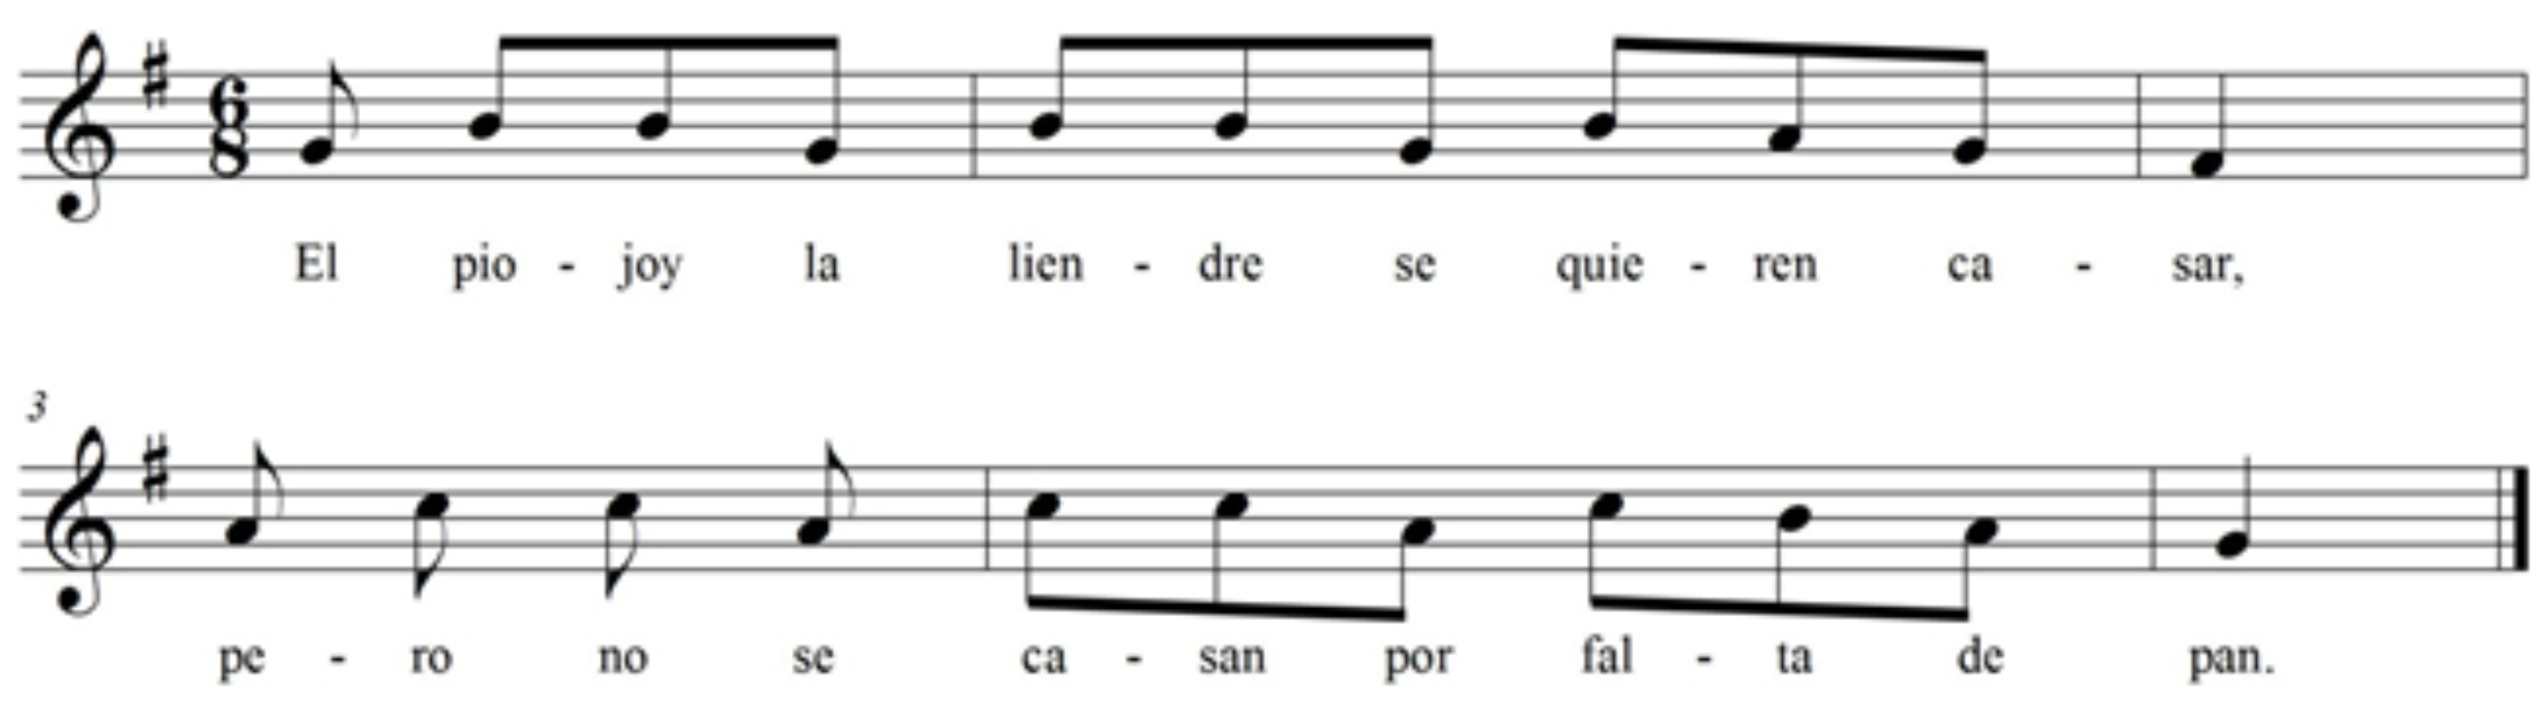 6
8
El pio - joy la lien - dre se quie - ren ca - sar,
3
pe - ro no se ca - san por fal - ta de pan.